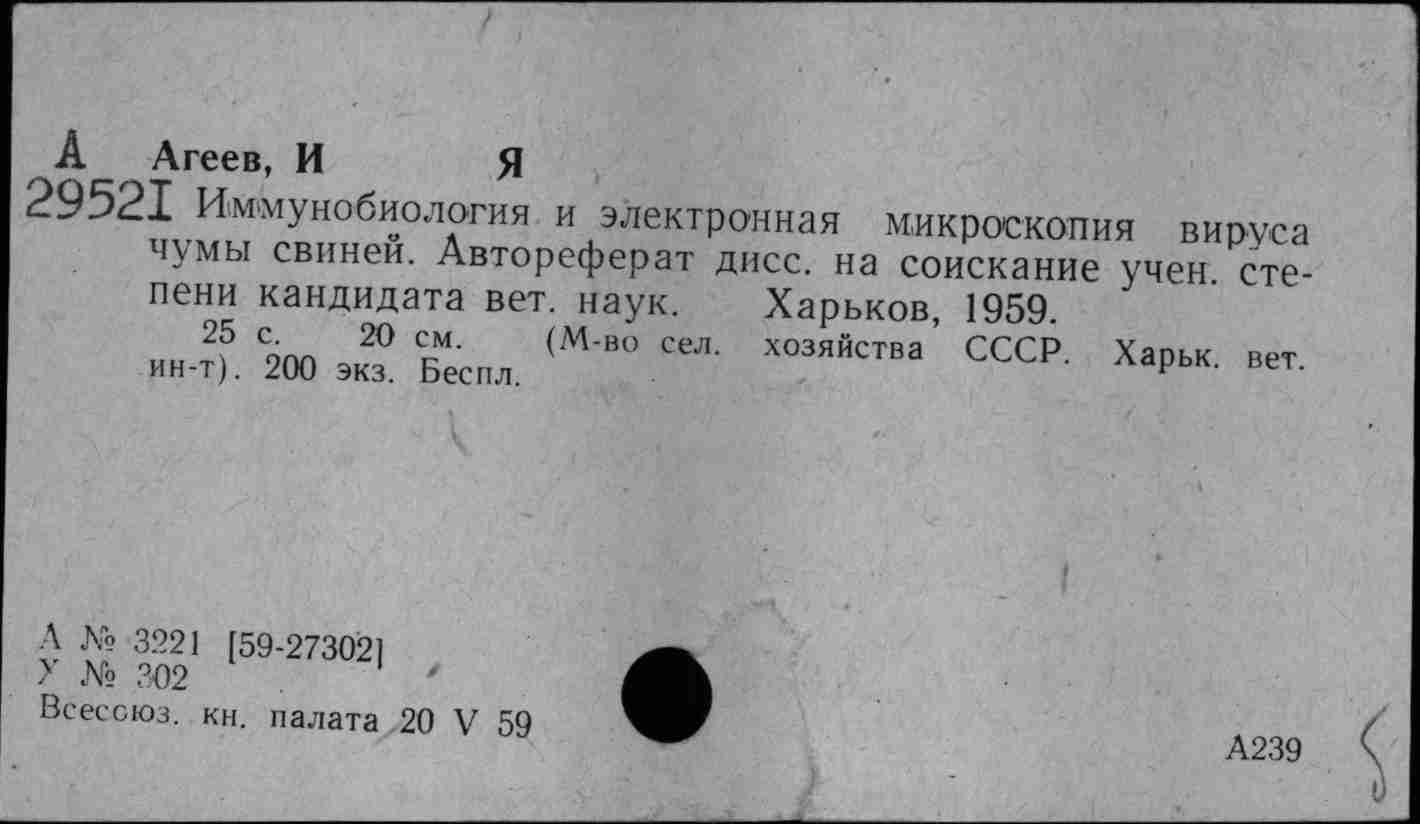 А Агеев, И Я
29521 Иммунобиология и электронная микроскопия вируса
чумы свиней. Автореферат дисс. на соискание учен. сте-
пени кандидата вет. наук. Харьков, 1959.
25 с. 20 см. (М-во сел. хозяйства СССР. Харьк. вет.
ин-т). 200 экз. Беспл.
А № 3221 [59-27302]
У № 302
Всесоюз. кн. палата 20 V 59
А239